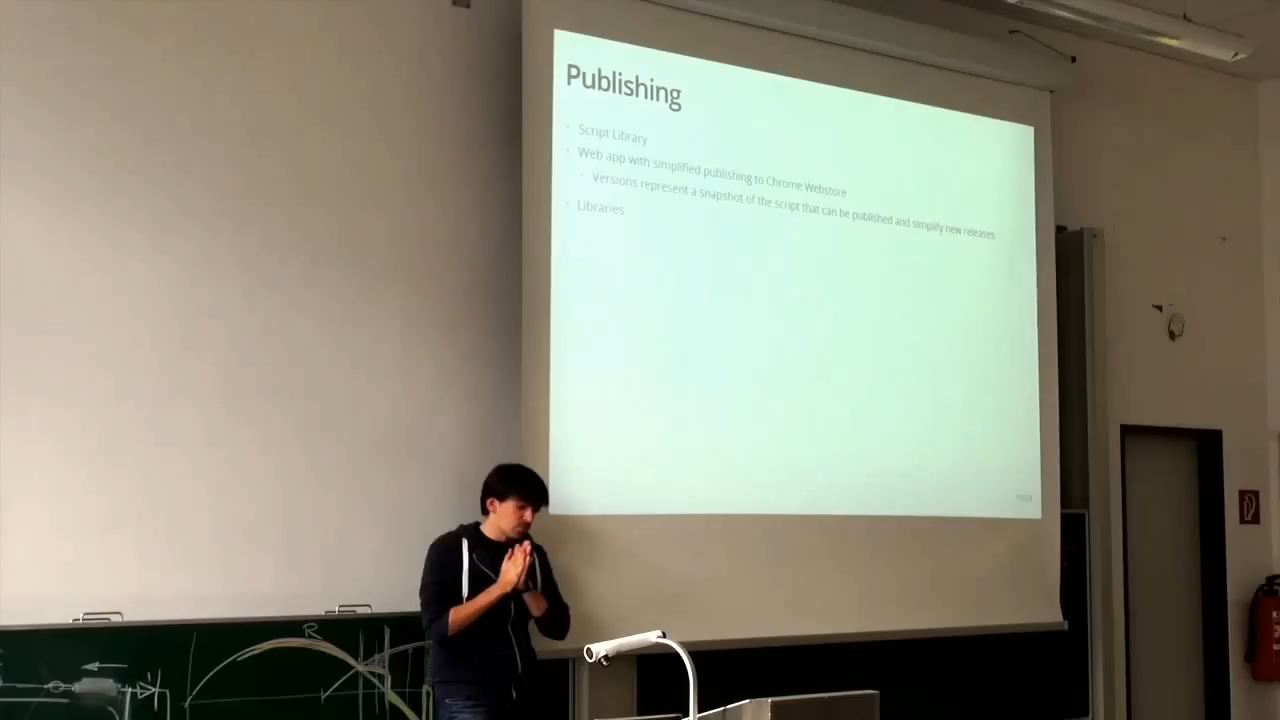 Publishing
Script Library
Web app with simplified publishing to Chrome Webstore
Versions represent a snapshot of the script that can be published and simplify new releases
Libraries
R